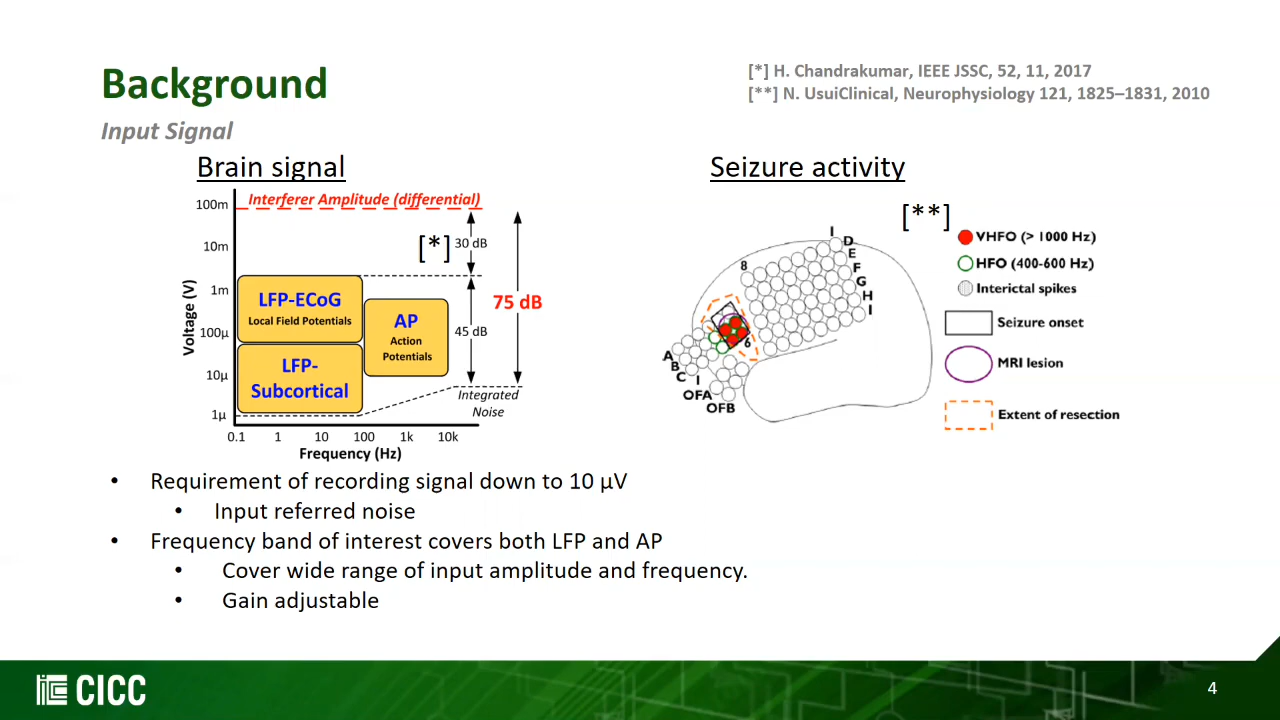 Background
[*] H. Chandrakumar, IEEE JSSC, 52, 11, 2017
[**] N. UsuiClinical, Neurophysiology 121, 1825–1831, 2010
Input Signal
Brain signal
Interferer Amplitude (differential)
100m
10m
1m
100µ
10µ
1µ
Voltage (V)
[*]
30 dB
75 dB
45 dB
LFP-ECoG
Local Field Potentials
AP
Action
Potentials
LFP-
Subcortical
Integrated
Noise
0.1
1
10
100
1k
10k
Frequency (Hz)
Seizure activity
[**]
I
D
E
F
G
H
I
8
6
A
B
C
I
OFA
OFB
VHFO (> 1000 Hz)
HFO (400-600 Hz)
Interictal spikes
Seizure onset
MRI lesion
Extent of resection
• Requirement of recording signal down to 10 µV
• Input referred noise
• Frequency band of interest covers both LFP and AP
• Cover wide range of input amplitude and frequency.
• Gain adjustable
CICC
4